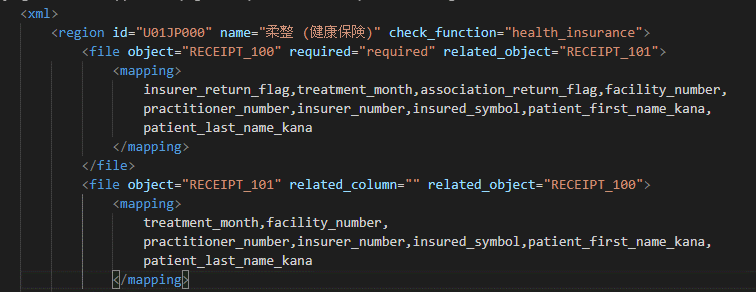 <xml>
<region id="U01JP000" name="柔整 (健康保険)" check_function="health_insurance">
<file object="RECEIPT_100" required="required" related_object="RECEIPT_101">
<mapping>
insurer_return_flag,treatment_month,association_return_flag,facility_number,
practitioner_number,insurer_number,insured_symbol,patient_first_name_kana,
patient_last_name_kana
</mapping>
</file>
<file object="RECEIPT_101" related_column="" related_object="RECEIPT_100">
<mapping>
treatment_month,facility_number,
practitioner_number,insurer_number,insured_symbol,patient_first_name_kana,
patient_last_name_kana
</mapping>